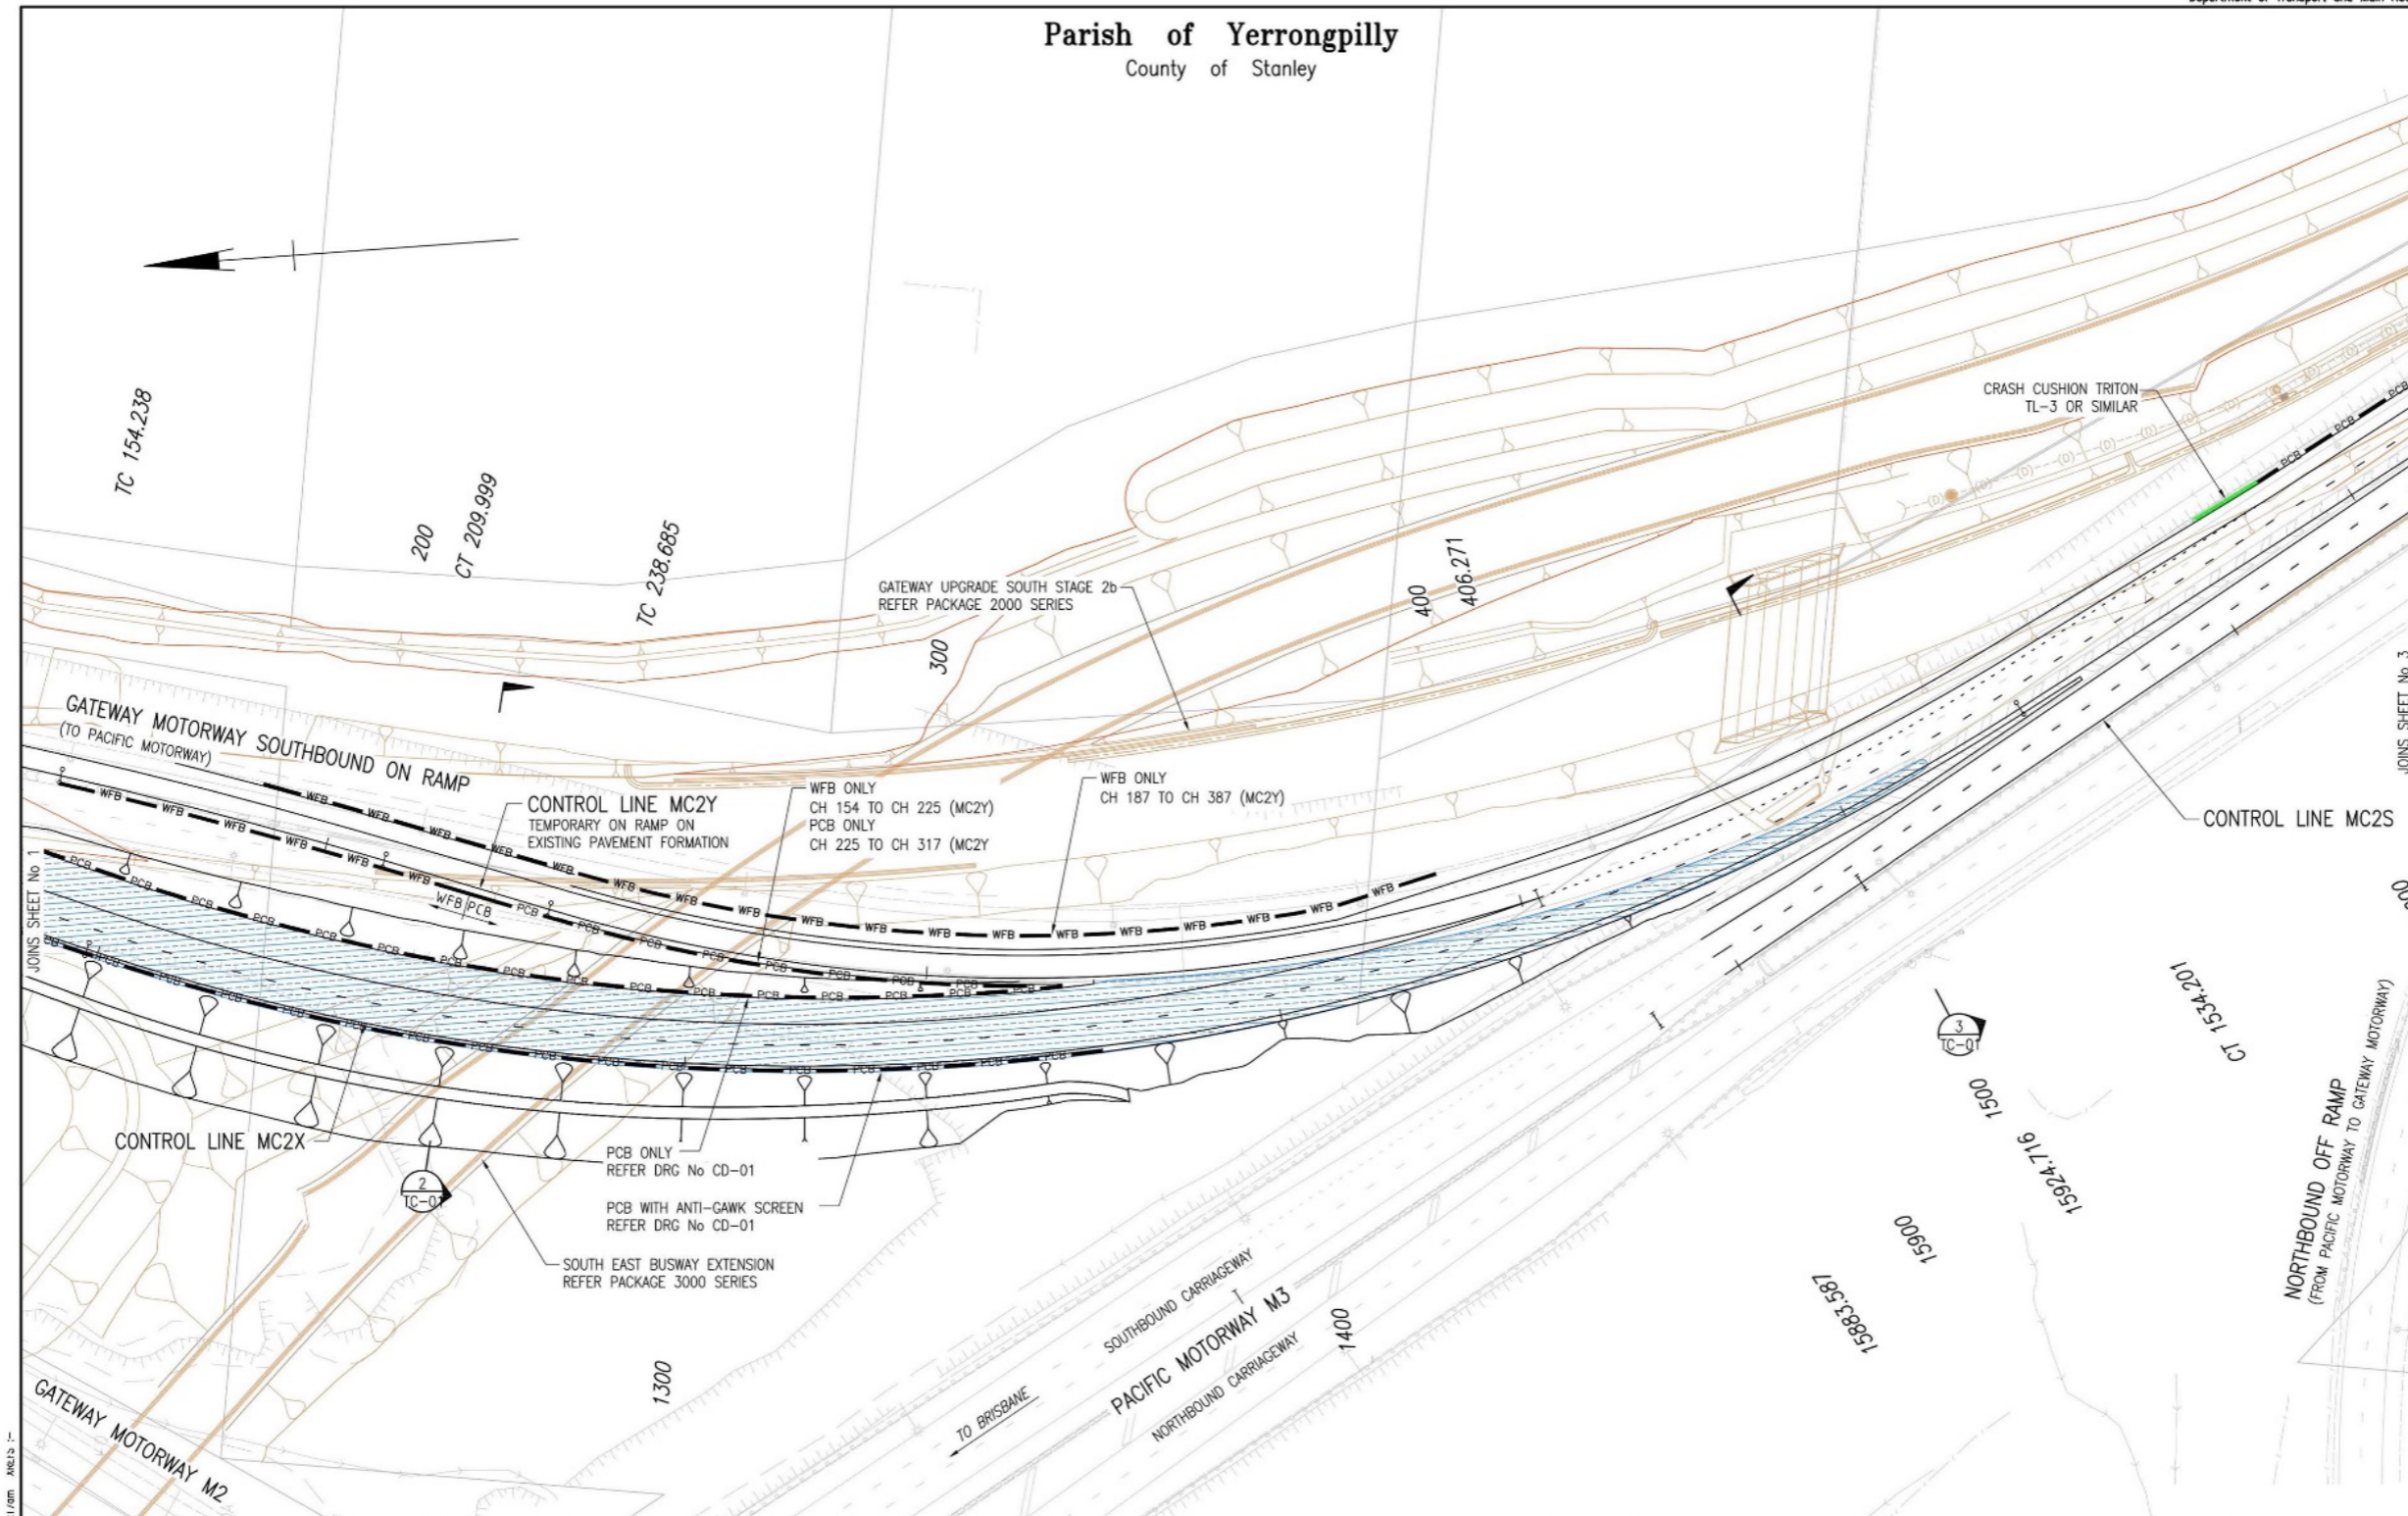 Parish of Yerrongpilly
County of Stanley
TC 154.238
200
CT 209.999
TC 238.685
300
400
406.271
GATEWAY UPGRADE SOUTH STAGE 2b
REFER PACKAGE 2000 SERIES
CRASH CUSHION TRITON
TL-3 OR SIMILAR
GATEWAY MOTORWAY SOUTHBOUND ON RAMP
(TO PACIFIC MOTORWAY)
CONTROL LINE MC2Y
TEMPORARY ON RAMP ON
EXISTING PAVEMENT FORMATION
WFB ONLY
CH 154 TO CH 225 (MC2Y)
PCB ONLY
CH 225 TO CH 317 (MC2Y
WFB ONLY
CH 187 TO CH 387 (MC2Y)
WFB PCB
JOINS SHEET No 1
JOINS SHEET No 3
CONTROL LINE MC2S
CONTROL LINE MC2X
2
TC-01
3
TC-01
PCB ONLY
REFER DRG No CD-01
PCB WITH ANTI-GAWK SCREEN
REFER DRG No CD-01
SOUTH EAST BUSWAY EXTENSION
REFER PACKAGE 3000 SERIES
1300
1400
1500
CT 1534.201
15924.716
15900
15883.587
SOUTHBOUND CARRIAGEWAY
PACIFIC MOTORWAY M3
NORTHBOUND CARRIAGEWAY
TO BRISBANE
NORTHBOUND OFF RAMP
(FROM PACIFIC MOTORWAY TO GATEWAY MOTORWAY)
GATEWAY MOTORWAY M2